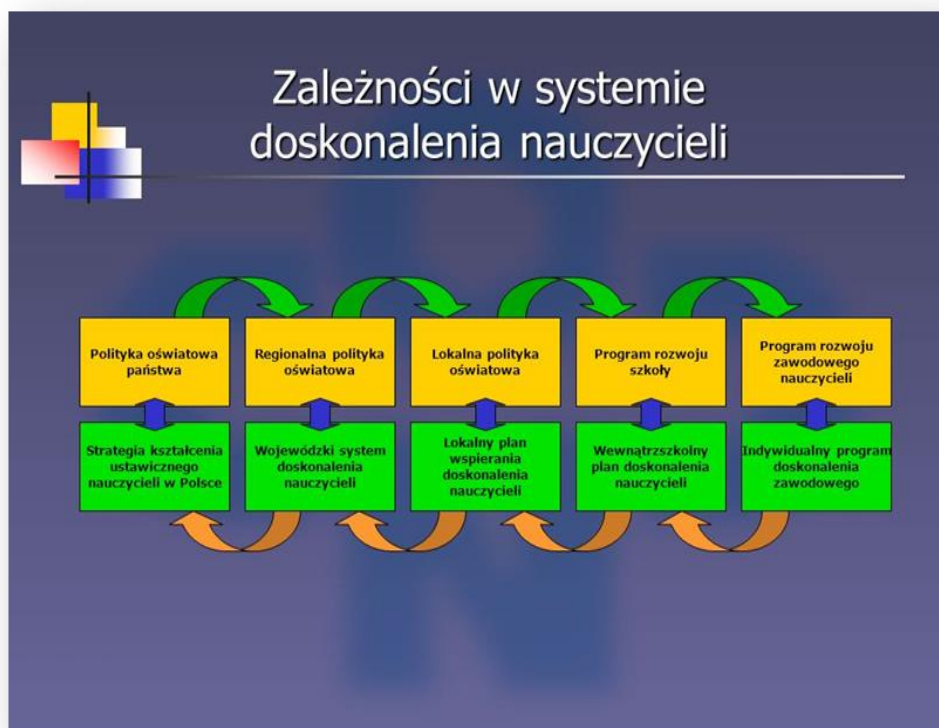 Zależności w systemie
doskonalenia nauczycieli
Polityka oświatowa
państwa
Regionalna polityka
oświatowa
Lokalna polityka
oświatowa
Program rozwoju
szkoły
Program rozwoju
zawodowego
nauczycieli
Strategia kształcenia
ustawicznego
nauczycieli w Polsce
Wojewódzki system
doskonalenia
nauczycieli
Lokalny plan
wspierania
doskonalenia
nauczycieli
Wewnątrzszkolny
plan doskonalenia
nauczycieli
Indywidualny program
doskonalenia
zawodowego